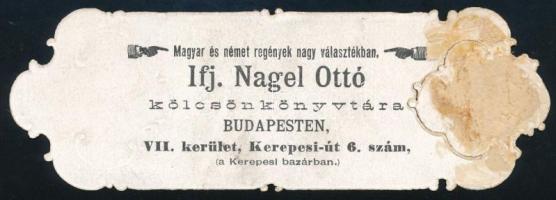 Magyar és német regények nagy választékban.
Ifj. Nagel Ottó
kölcsönkönyvtára
BUDAPESTEN,
VII. kerület, Kerepesi-út 6. szám,
(a Kerepesi bazárban.)